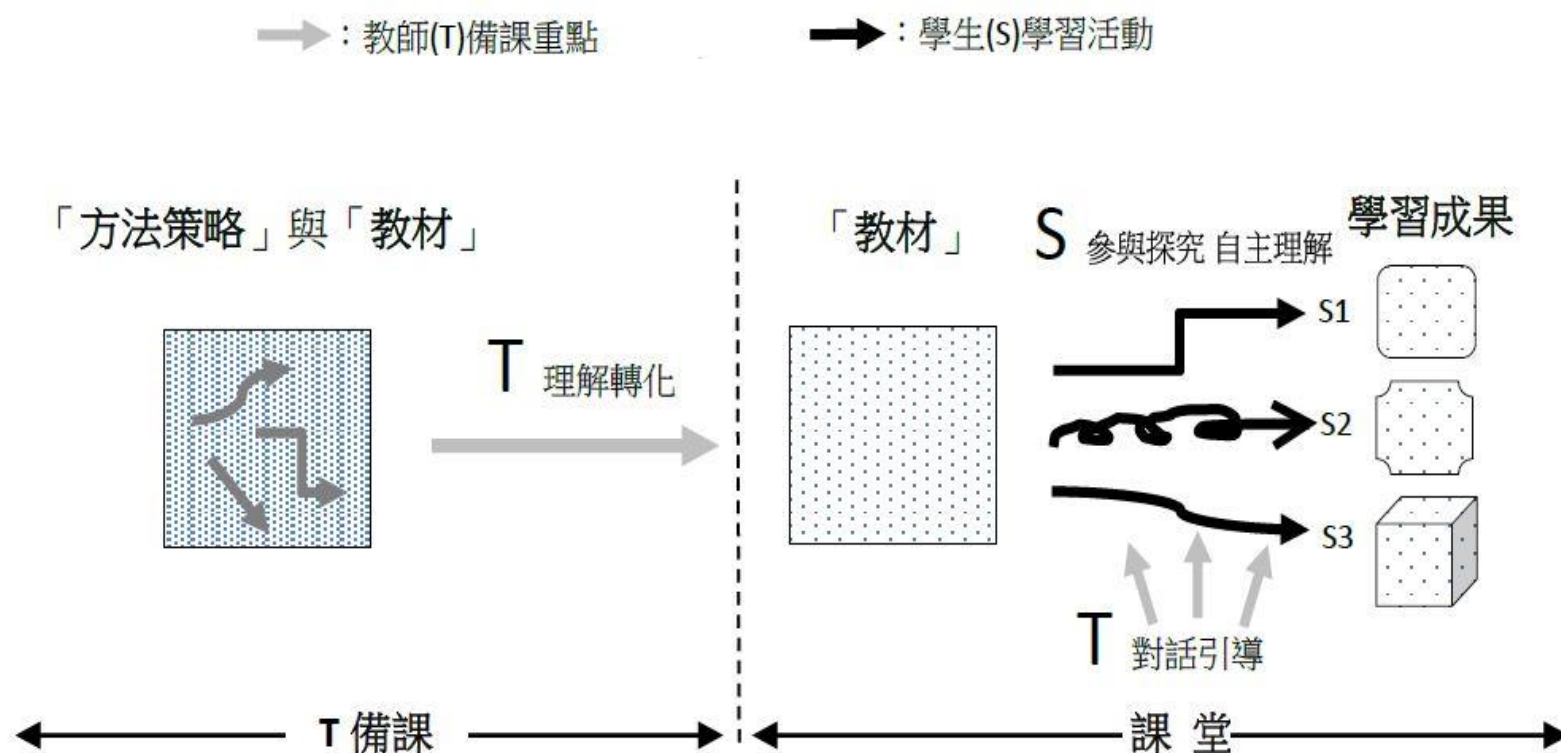 ：教師(T)備課重點
：學生(S)學習活動
「方法策略」與「教材」
「教材」
S 參與探究 自主理解
學習成果
T 理解轉化
S1
S2
S3
T 對話引導
T 備課
課 堂